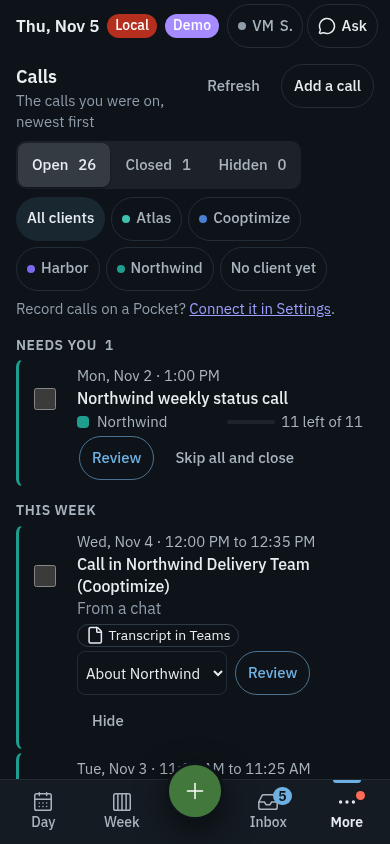 Thu, Nov 5 Local Demo VM S. Ask
Calls
The calls you were on,
newest first
Refresh Add a call
Open 26 Closed 1 Hidden 0
All clients Atlas Cooptimize
Harbor Northwind No client yet
Record calls on a Pocket? Connect it in Settings.
NEEDS YOU 1
Mon, Nov 2 · 1:00 PM
Northwind weekly status call
Northwind 11 left of 11
Review Skip all and close
THIS WEEK
Wed, Nov 4 · 12:00 PM to 12:35 PM
Call in Northwind Delivery Team
(Cooptimize)
From a chat
Transcript in Teams
About Northwind Review
Hide
Tue, Nov 3 · AM to 11:25 AM
Day Week Inbox 5 More